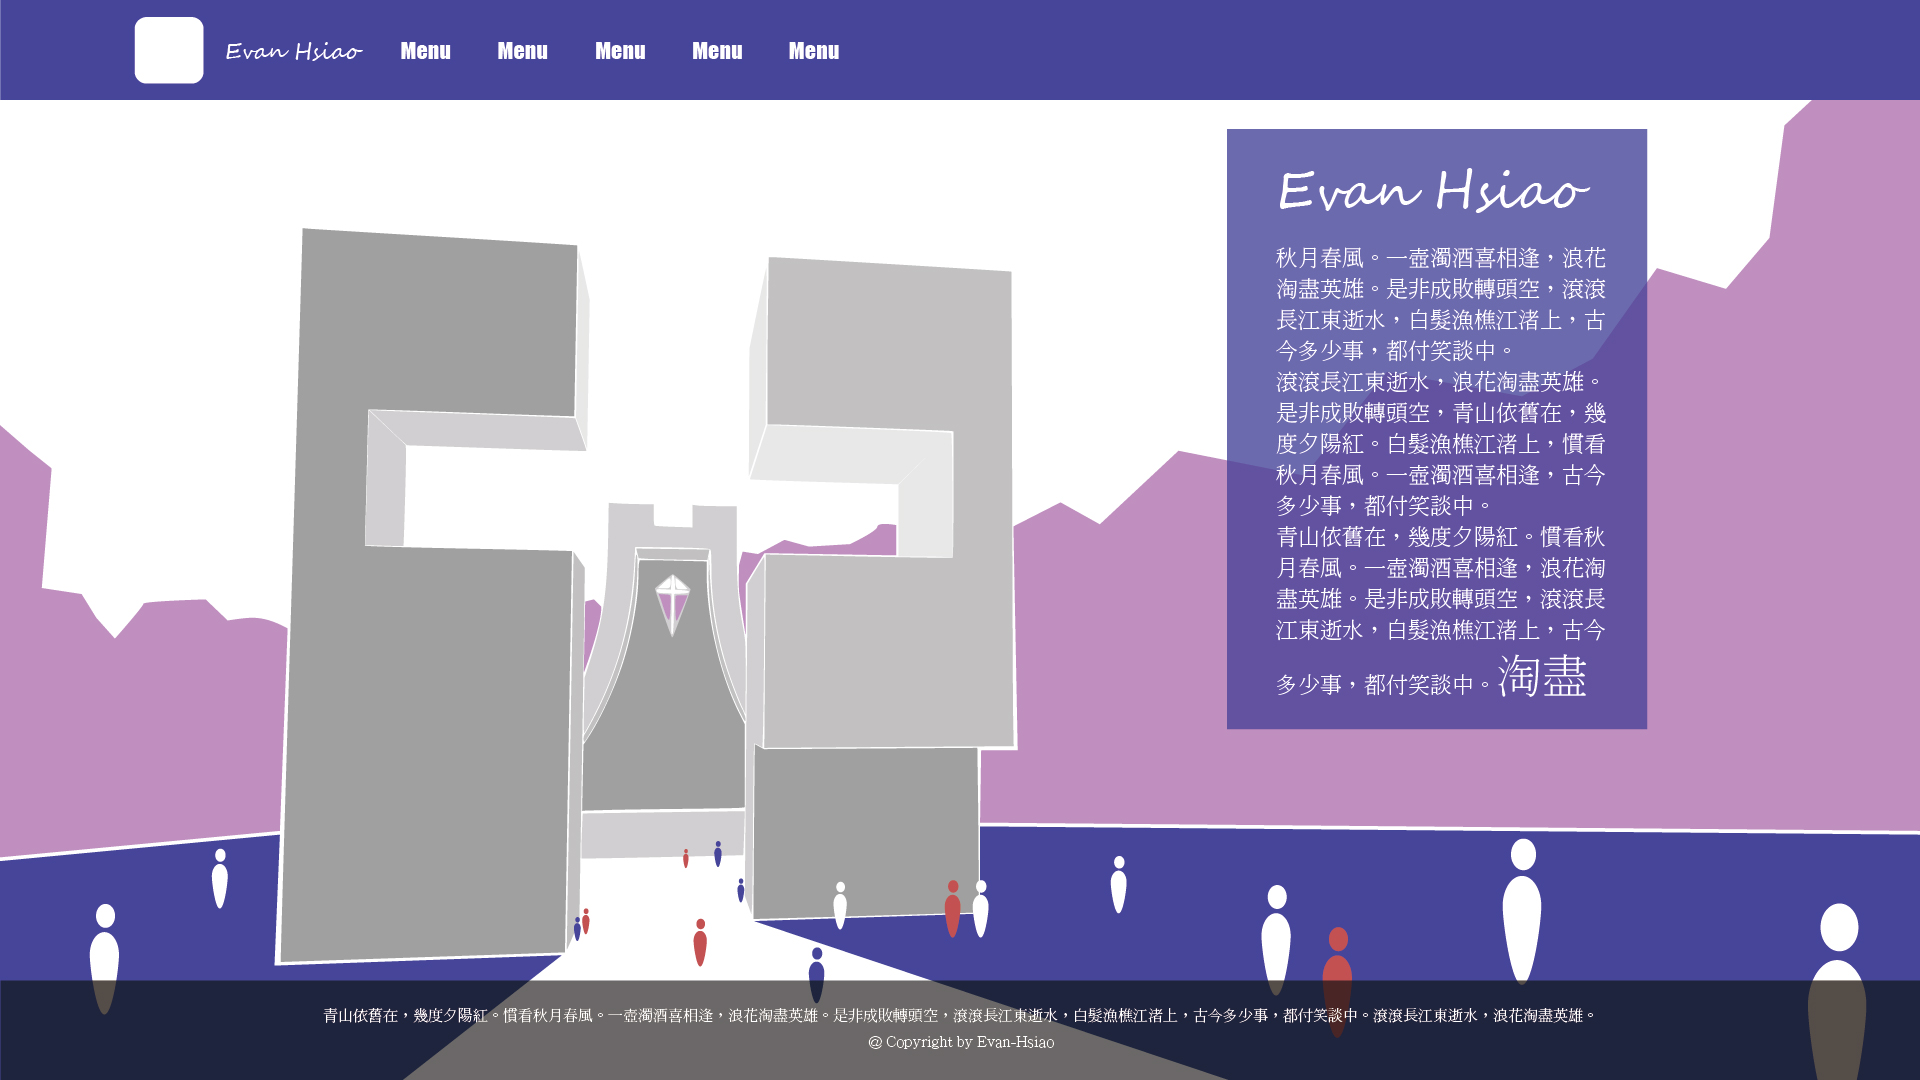 Evan Hsiao Menu Menu Menu Menu Menu
Evan Hsiao
秋月春風。一壺濁酒喜相逢，浪花
淘盡英雄。是非成敗轉頭空，滾滾
長江東逝水，白髮漁樵江渚上，古
今多少事，都付笑談中。
滾滾長江東逝水，浪花淘盡英雄。
是非成敗轉頭空，青山依舊在，幾
度夕陽紅。白髮漁樵江渚上，慣看
秋月春風。一壺濁酒喜相逢，古今
多少事，都付笑談中。
青山依舊在，幾度夕陽紅。慣看秋
月春風。一壺濁酒喜相逢，浪花淘
盡英雄。是非成敗轉頭空，滾滾長
江東逝水，白髮漁樵江渚上，古今
多少事，都付笑談中。淘盡
青山依舊在，幾度夕陽紅。慣看秋月春風。一壺濁酒喜相逢，浪花淘盡英雄。是非成敗轉頭空，滾滾長江東逝水，白髮漁樵江渚上，古今多少事，都付笑談中。滾滾長江東逝水，浪花淘盡英雄。
@ Copyright by Evan-Hsiao